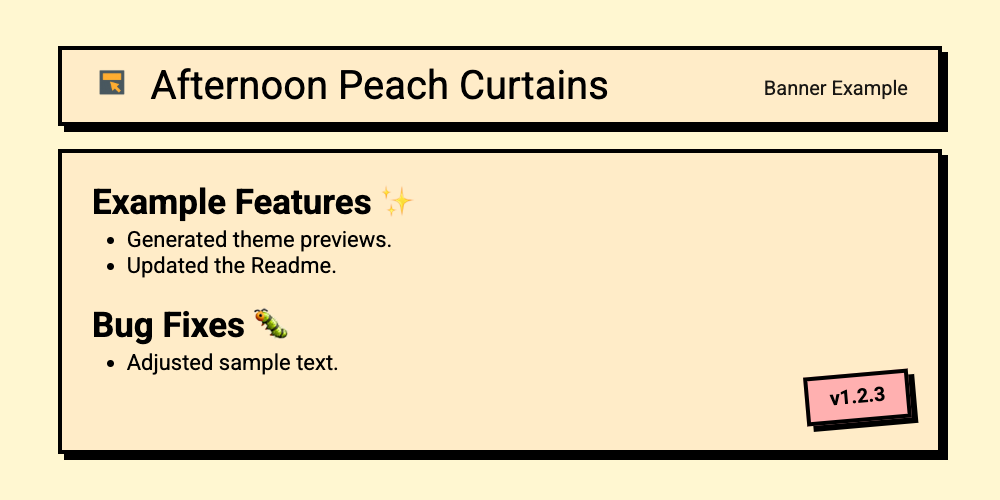 Afternoon Peach Curtains
Banner Example
Example Features ✨
• Generated theme previews.
• Updated the Readme.
Bug Fixes 🐛
• Adjusted sample text.
v1.2.3